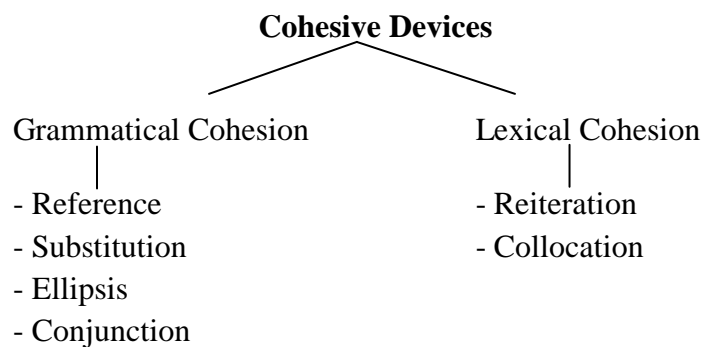 Cohesive Devices
Grammatical Cohesion
- Reference
- Substitution
- Ellipsis
- Conjunction
Lexical Cohesion
- Reiteration
- Collocation